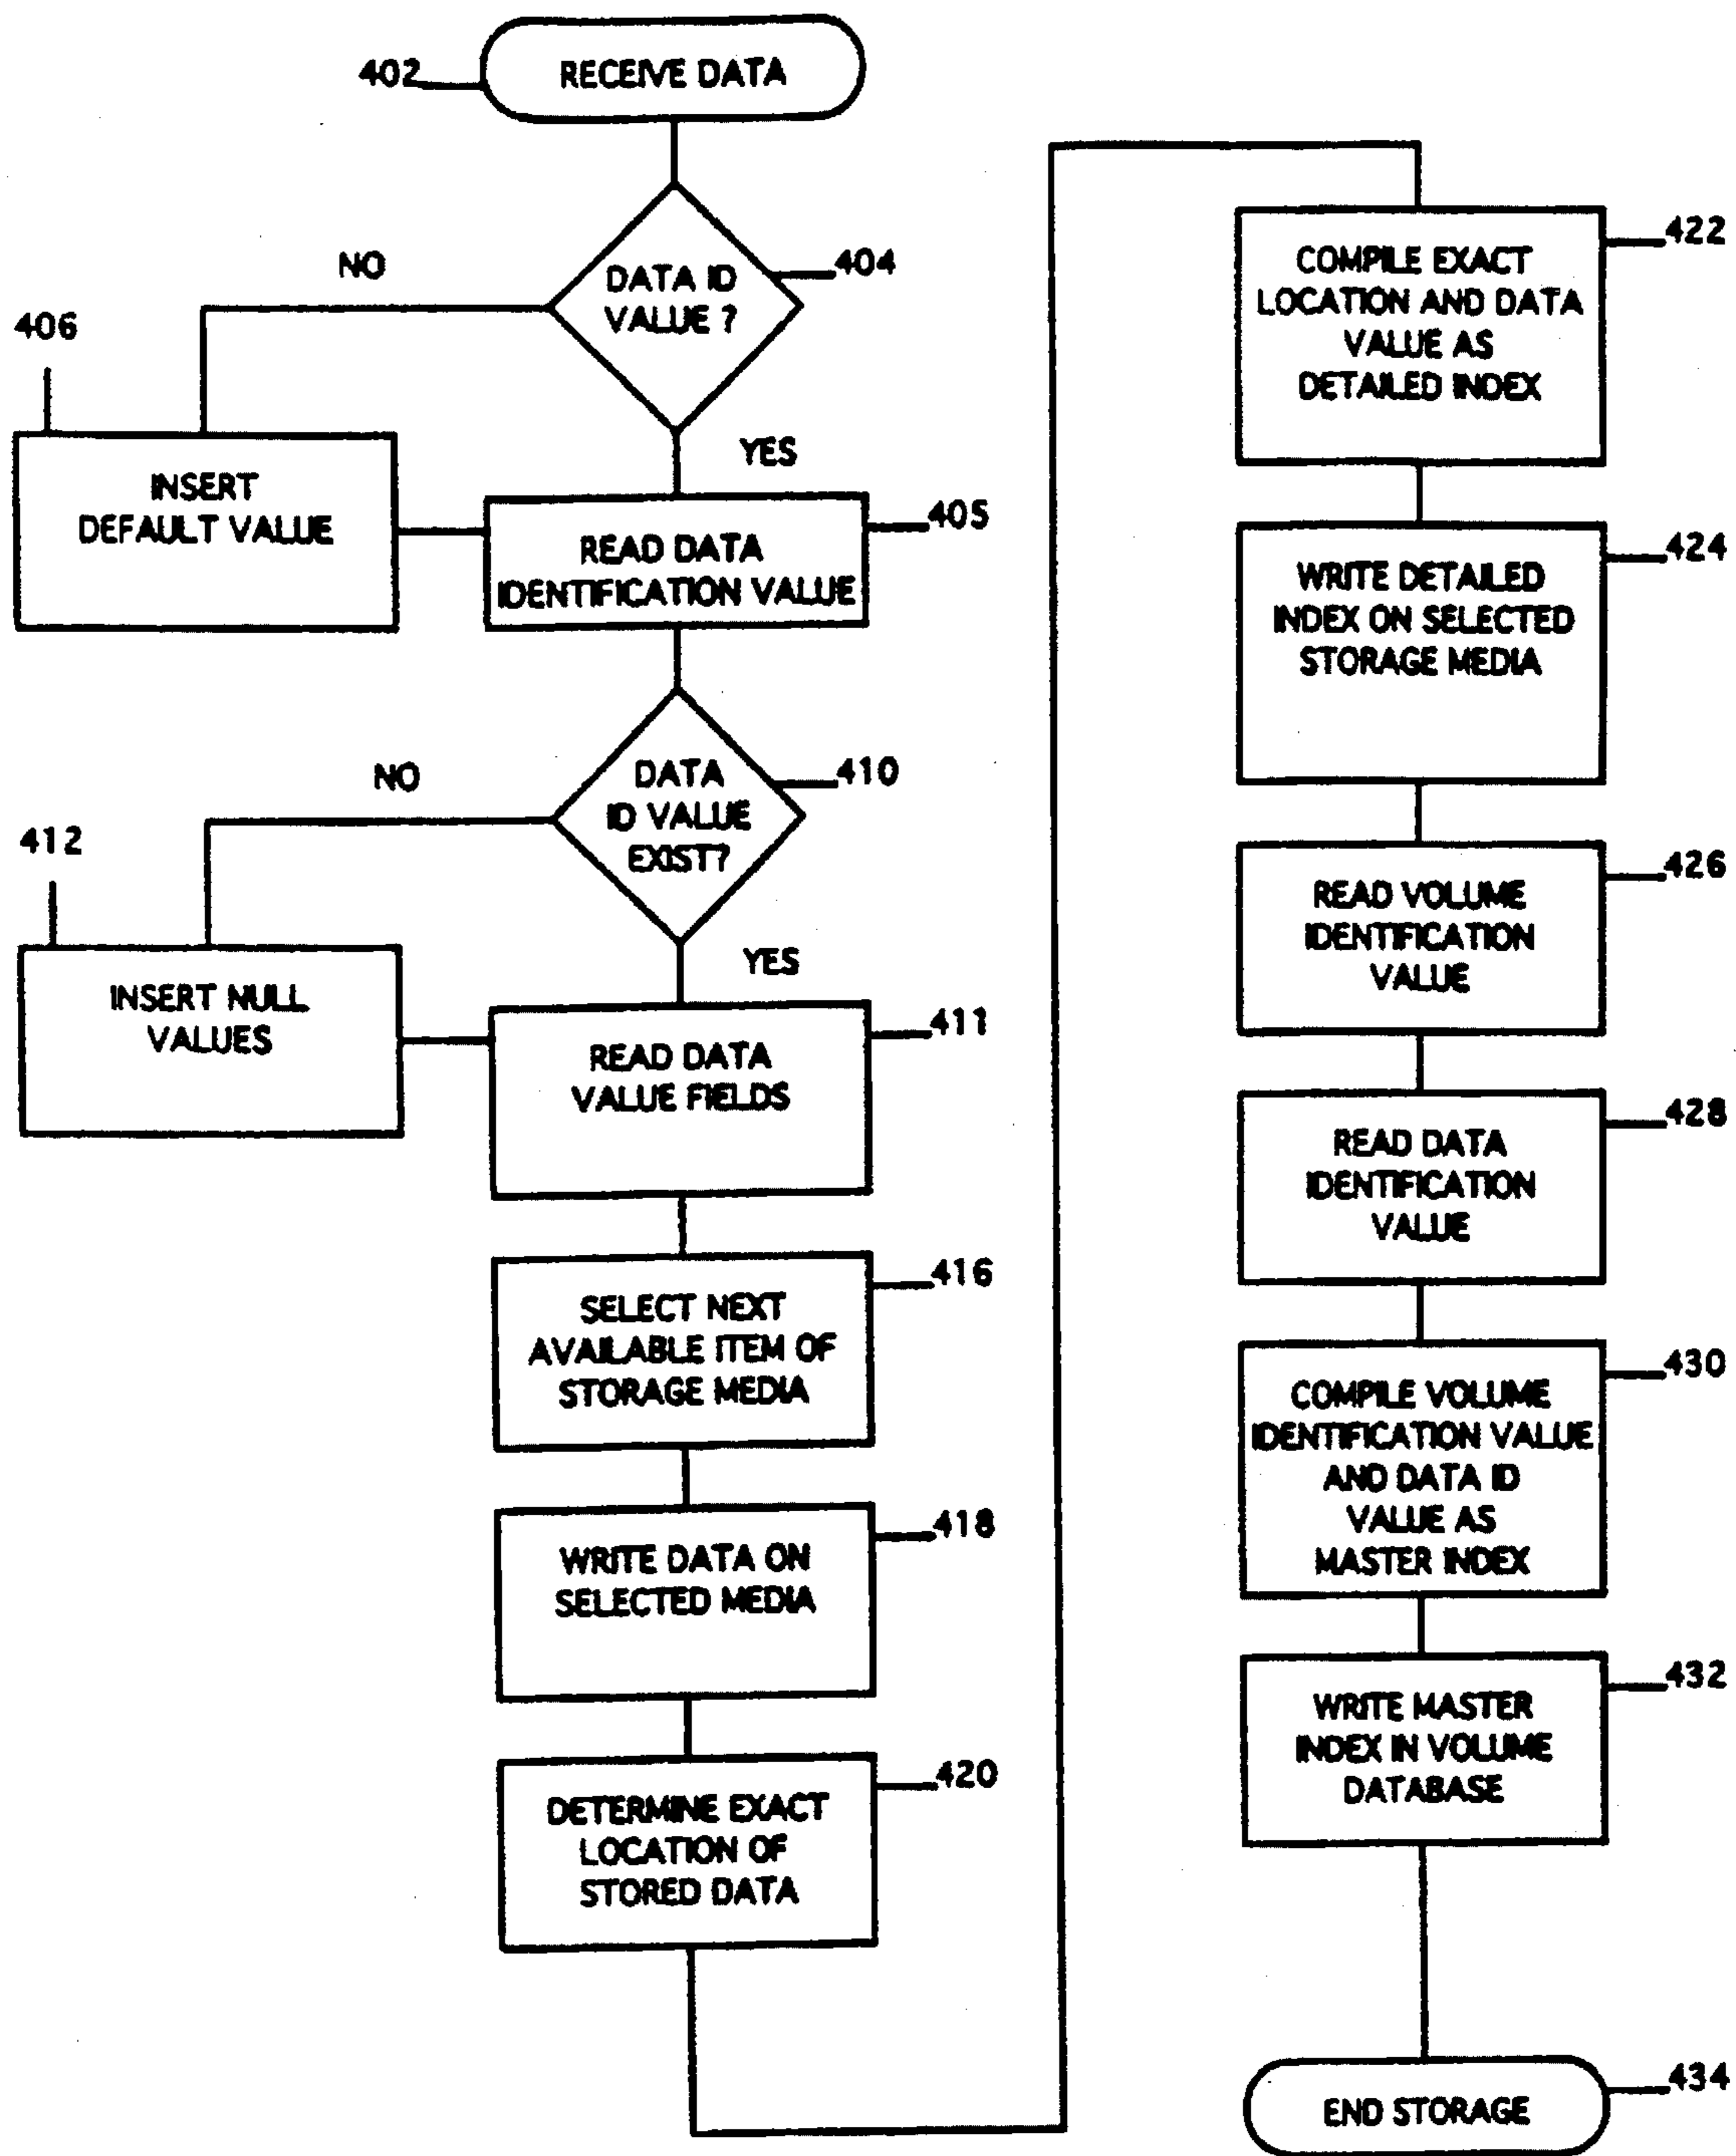 402
RECEIVE DATA
404
DATA ID
VALUE ?
NO
YES
406
INSERT
DEFAULT VALUE
405
READ DATA
IDENTIFICATION VALUE
410
DATA
ID VALUE
EXIST?
NO
YES
412
INSERT NULL
VALUES
411
READ DATA
VALUE FIELDS
416
SELECT NEXT
AVAILABLE ITEM OF
STORAGE MEDIA
418
WRITE DATA ON
SELECTED MEDIA
420
DETERMINE EXACT
LOCATION OF
STORED DATA
422
COMPILE EXACT
LOCATION AND DATA
VALUE AS
DETAILED INDEX
424
WRITE DETAILED
INDEX ON SELECTED
STORAGE MEDIA
426
READ VOLUME
IDENTIFICATION
VALUE
428
READ DATA
IDENTIFICATION
VALUE
430
COMPILE VOLUME
IDENTIFICATION VALUE
AND DATA ID
VALUE AS
MASTER INDEX
432
WRITE MASTER
INDEX IN VOLUME
DATABASE
434
END STORAGE